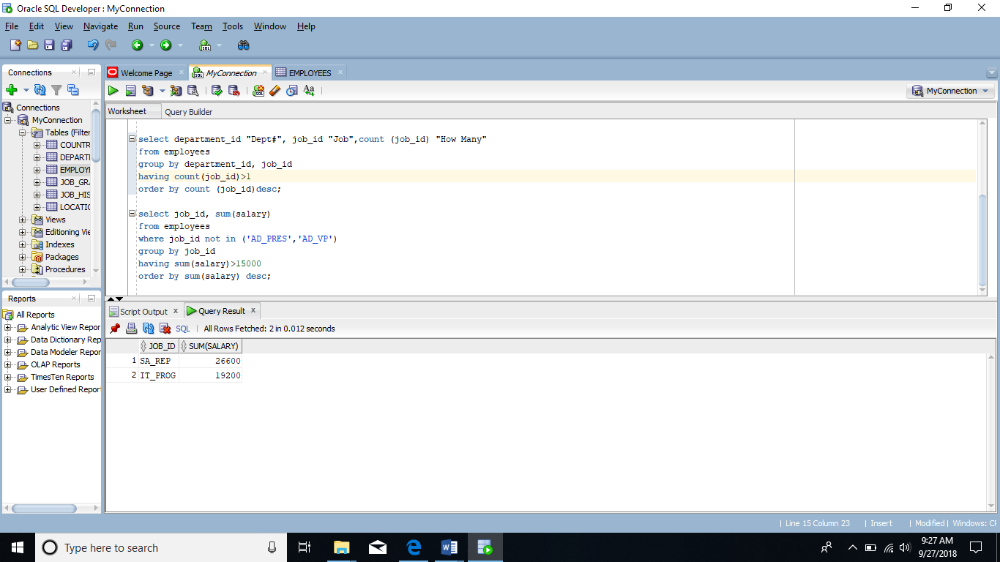 Oracle SQL Developer : MyConnection
File Edit View Navigate Run Source Team Tools Window Help
Connections
Connections
MyConnection
Tables (Filter
COUNTR
DEPARTI
EMPLOYI
JOB_GR
JOB_HIS
LOCATIC
Views
Editioning Vie
Indexes
Packages
Procedures
Reports
All Reports
Analytic View Repor
Data Dictionary Rep
Data Modeler Repor
OLAP Reports
TimesTen Reports
User Defined Repor
Welcome Page MyConnection EMPLOYEES
MyConnection
Worksheet Query Builder
select department_id "Dept#", job_id "Job",count (job_id) "How Many"
from employees
group by department_id, job_id
having count(job_id)>1
order by count (job_id)desc;
select job_id, sum(salary)
from employees
where job_id not in ('AD_PRES','AD_VP')
group by job_id
having sum(salary)>15000
order by sum(salary) desc;
Script Output x Query Result x
SQL | All Rows Fetched: 2 in 0.012 seconds
JOB_ID SUM(SALARY)
1 SA_REP 26600
2 IT_PROG 19200
| Line 15 Column 23 | Insert | Modified | Windows: CF
Type here to search
9:27 AM
9/27/2018